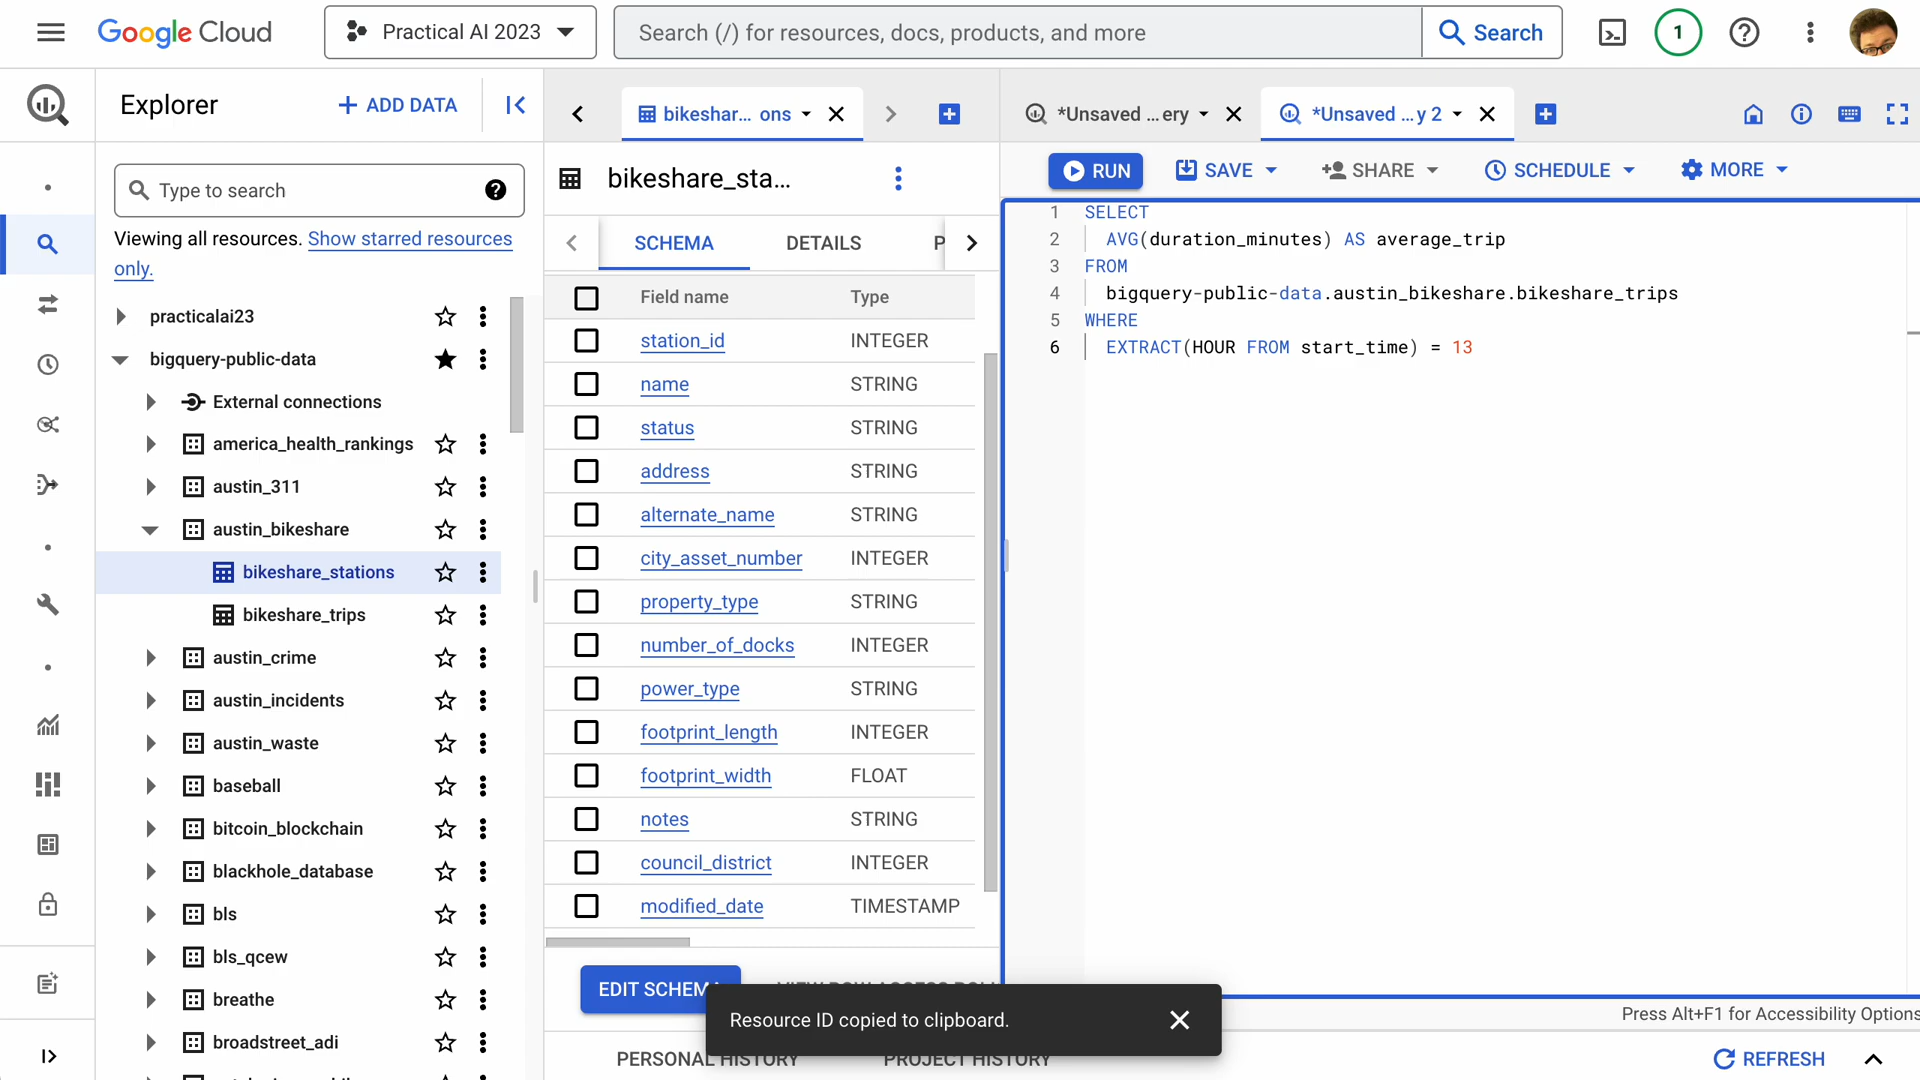 Google Cloud
Practical AI 2023
Search (/) for resources, docs, products, and more
Search
1
Explorer
ADD DATA
Type to search
Viewing all resources. Show starred resources
only.
practicalai23
bigquery-public-data
External connections
america_health_rankings
austin_311
austin_bikeshare
bikeshare_stations
bikeshare_trips
austin_crime
austin_incidents
austin_waste
baseball
bitcoin_blockchain
blackhole_database
bls
bls_qcew
breathe
broadstreet_adi
bikeshar... ons
bikeshare_sta...
SCHEMA
DETAILS
P
Field name Type
station_id INTEGER
name STRING
status STRING
address STRING
alternate_name STRING
city_asset_number INTEGER
property_type STRING
number_of_docks INTEGER
power_type STRING
footprint_length INTEGER
footprint_width FLOAT
notes STRING
council_district INTEGER
modified_date TIMESTAMP
EDIT SCHEMA
Resource ID copied to clipboard.
PERSONAL HISTORY
PROJECT HISTORY
*Unsaved ...ery
*Unsaved ...y 2
RUN
SAVE
SHARE
SCHEDULE
MORE
1 SELECT
2 AVG(duration_minutes) AS average_trip
3 FROM
4 bigquery-public-data.austin_bikeshare.bikeshare_trips
5 WHERE
6 EXTRACT(HOUR FROM start_time) = 13
Press Alt+F1 for Accessibility Options
REFRESH